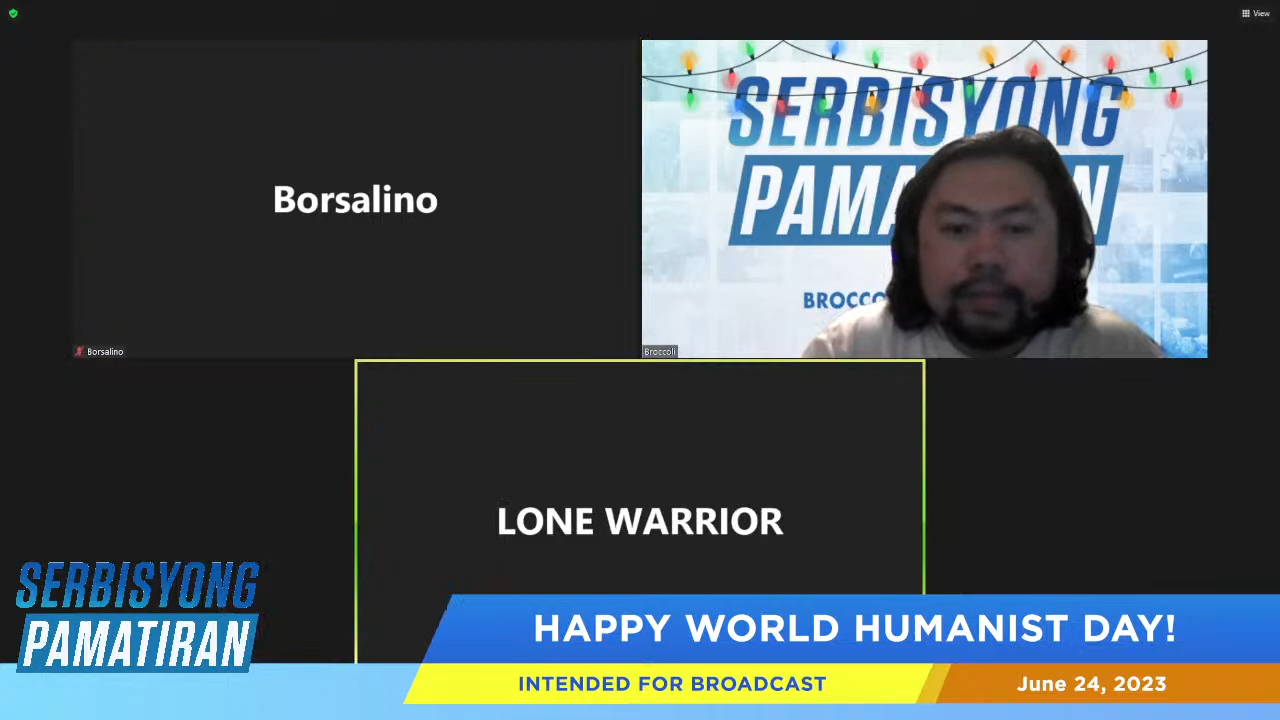 View
Borsalino
SERBISYONG
PAMATIRAN
BROCCO
Borsalino
Broccoli
LONE WARRIOR
SERBISYONG
PAMATIRAN
HAPPY WORLD HUMANIST DAY!
INTENDED FOR BROADCAST
June 24, 2023